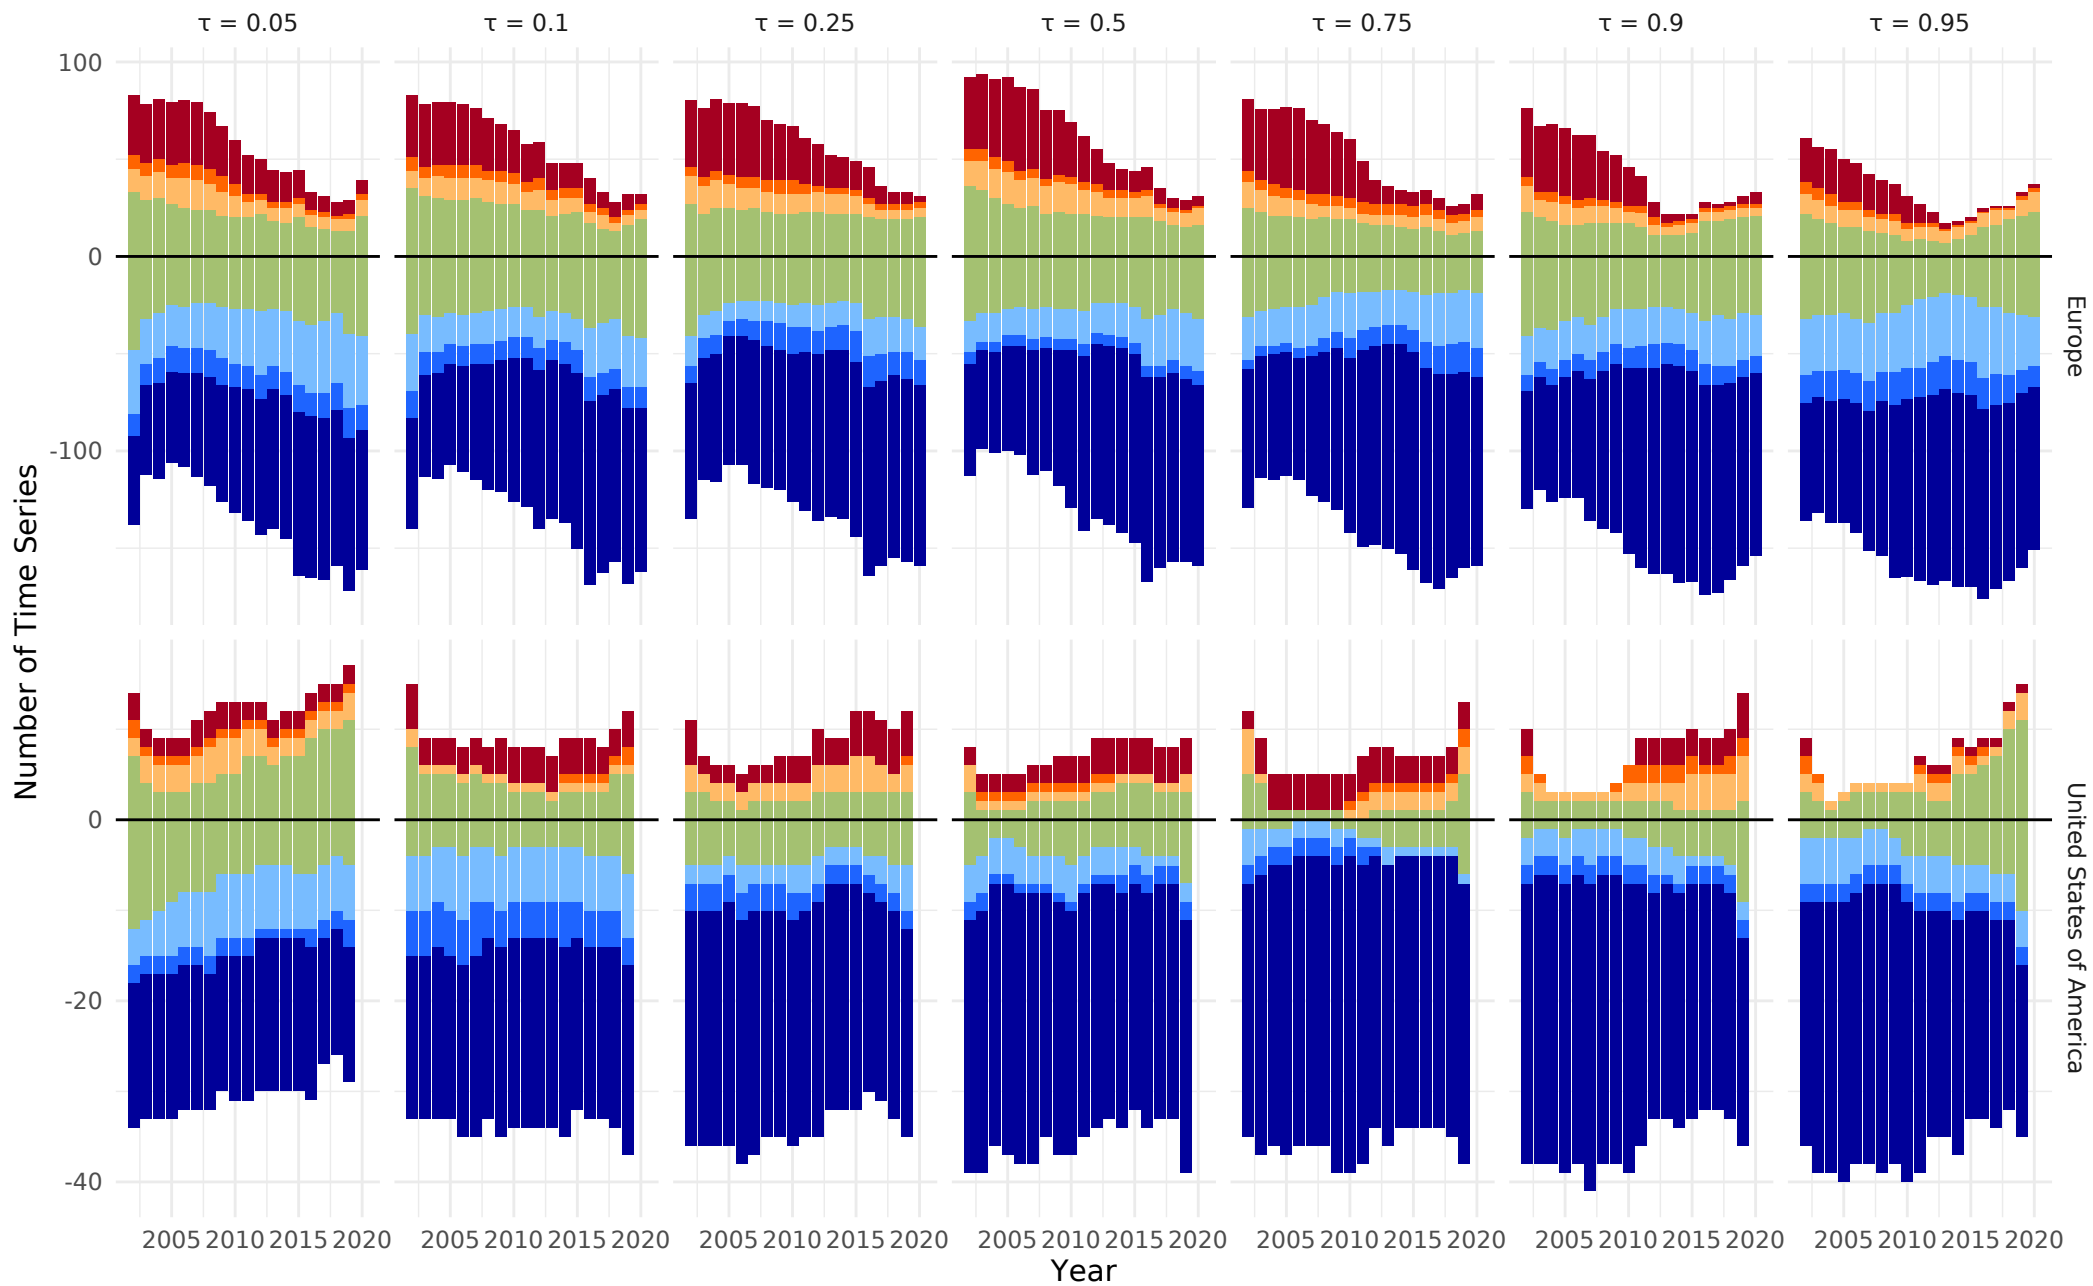 τ = 0.05 τ = 0.1 τ = 0.25 τ = 0.5 τ = 0.75 τ = 0.9 τ = 0.95
100
0
-100
Europe
Number of Time Series
0
-20
-40
United States of America
2005 2010 2015 2020 2005 2010 2015 2020 2005 2010 2015 2020 2005 2010 2015 2020 2005 2010 2015 2020 2005 2010 2015 2020 2005 2010 2015 2020
Year